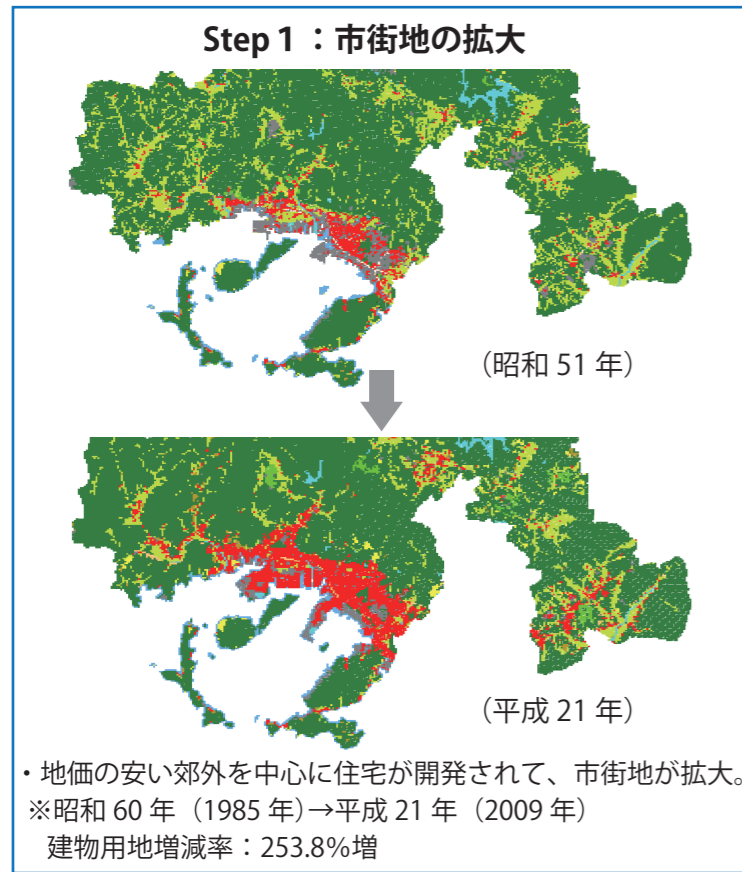 Step 1：市街地の拡大
（昭和 51 年）
（平成 21 年）
・地価の安い郊外を中心に住宅が開発されて、市街地が拡大。
※昭和 60 年（1985 年）→平成 21 年（2009 年）
建物用地増減率：253.8%増